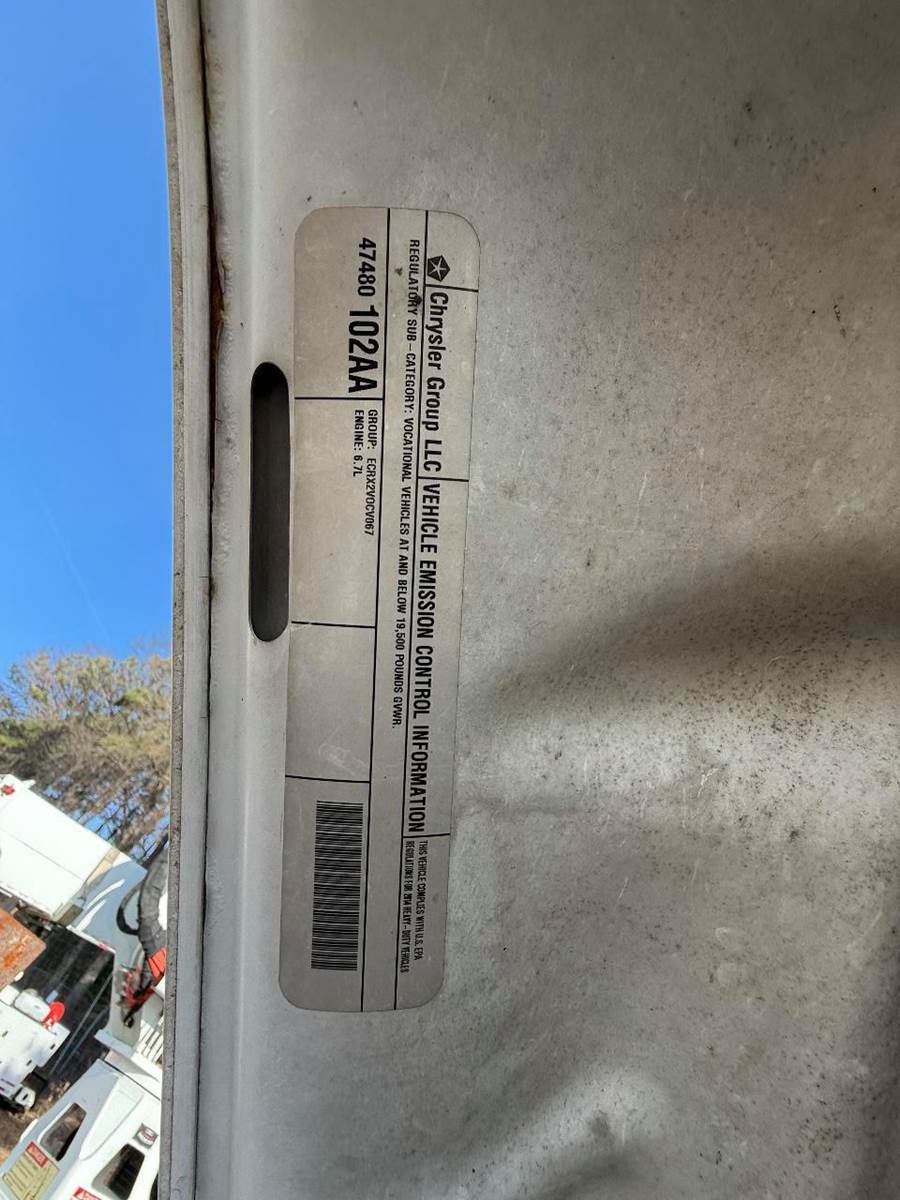 Chrysler Group LLC
VEHICLE EMISSION CONTROL INFORMATION
THIS VEHICLE COMPLIES WITH U.S. EPA
REGULATIONS FOR 2014 HEAVY-DUTY VEHICLES
REGULATORY SUB-CATEGORY: VOCATIONAL VEHICLES AT AND BELOW 19,500 POUNDS GVWR.
47480 102AA
GROUP: ECRX2VOCV067
ENGINE: 6.7L